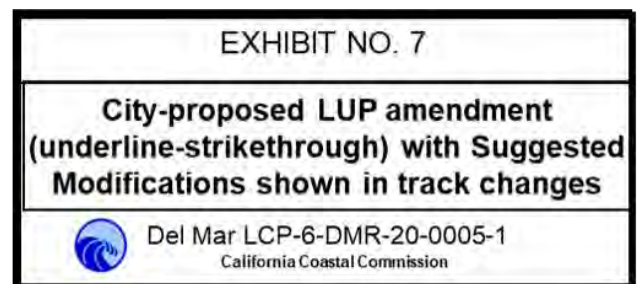 EXHIBIT NO. 7
City-proposed LUP amendment
(underline-strikethrough) with Suggested
Modifications shown in track changes
Del Mar LCP-6-DMR-20-0005-1
California Coastal Commission